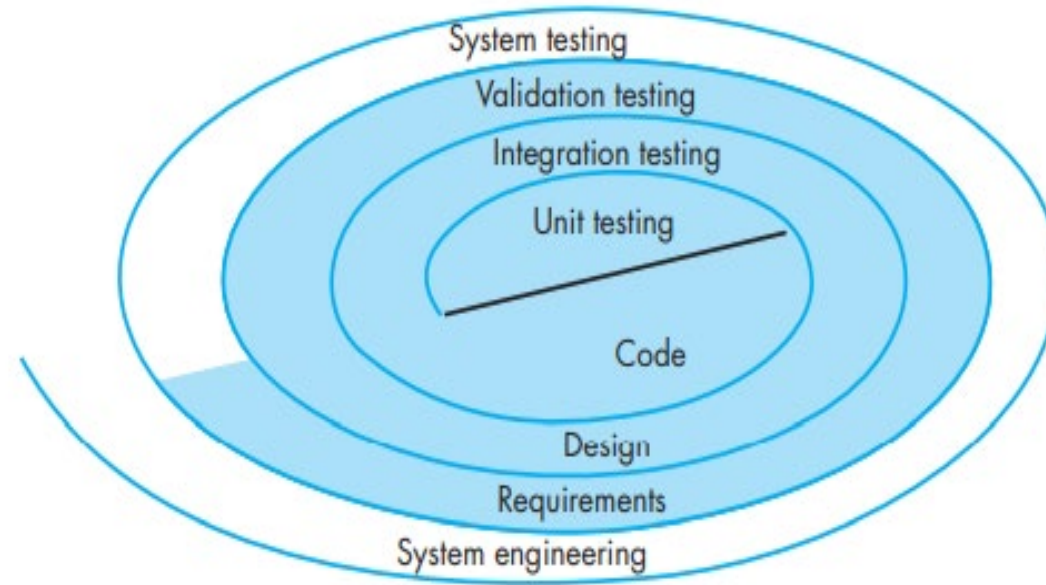 System testing
Validation testing
Integration testing
Unit testing
Code
Design
Requirements
System engineering